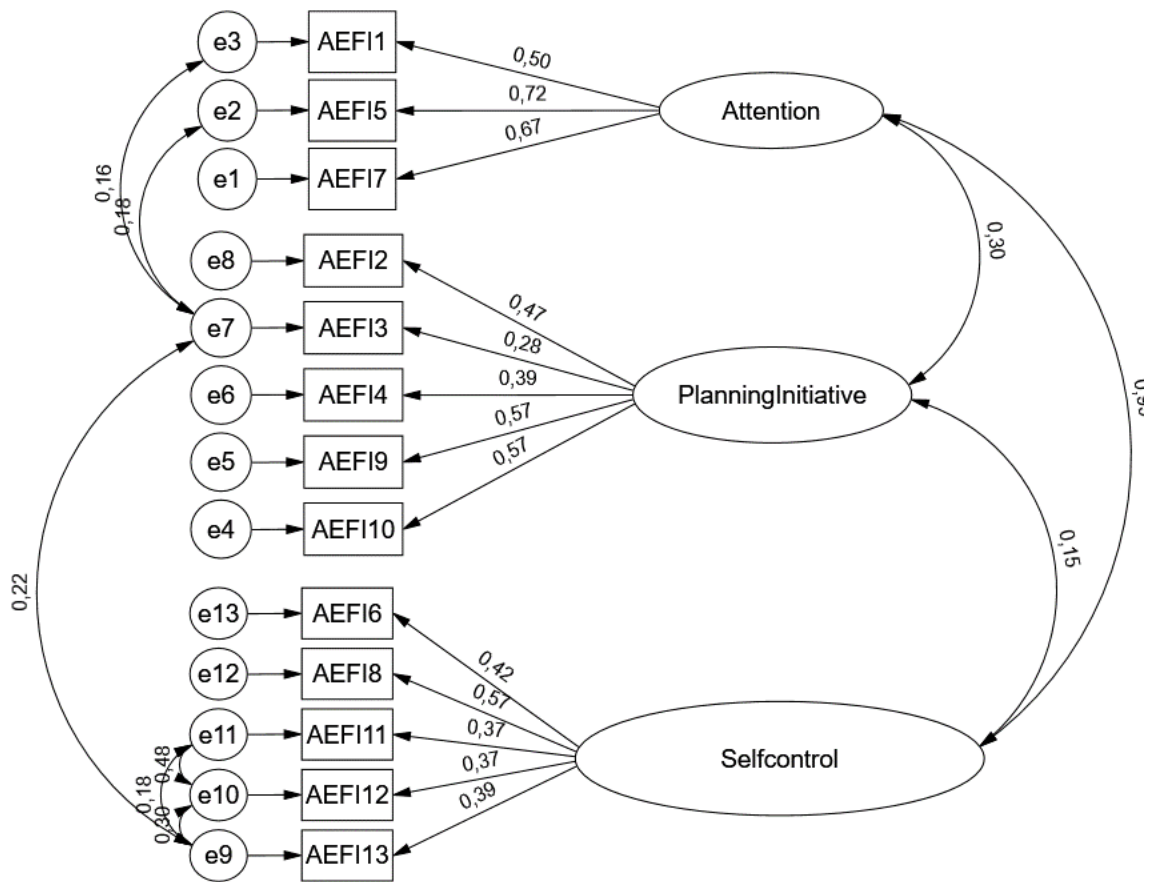 e3
AEFI1
0,50
e2
AEFI5
0,72
Attention
e1
AEFI7
0,67
0,16
0,18
e8
AEFI2
0,47
0,30
e7
AEFI3
0,28
e6
AEFI4
0,39
PlanningInitiative
e5
AEFI9
0,57
e4
AEFI10
0,57
0,15
0,22
e13
AEFI6
0,42
e12
AEFI8
0,57
e11
AEFI11
0,37
0,48
0,18
e10
AEFI12
0,37
Selfcontrol
0,30
e9
AEFI13
0,39